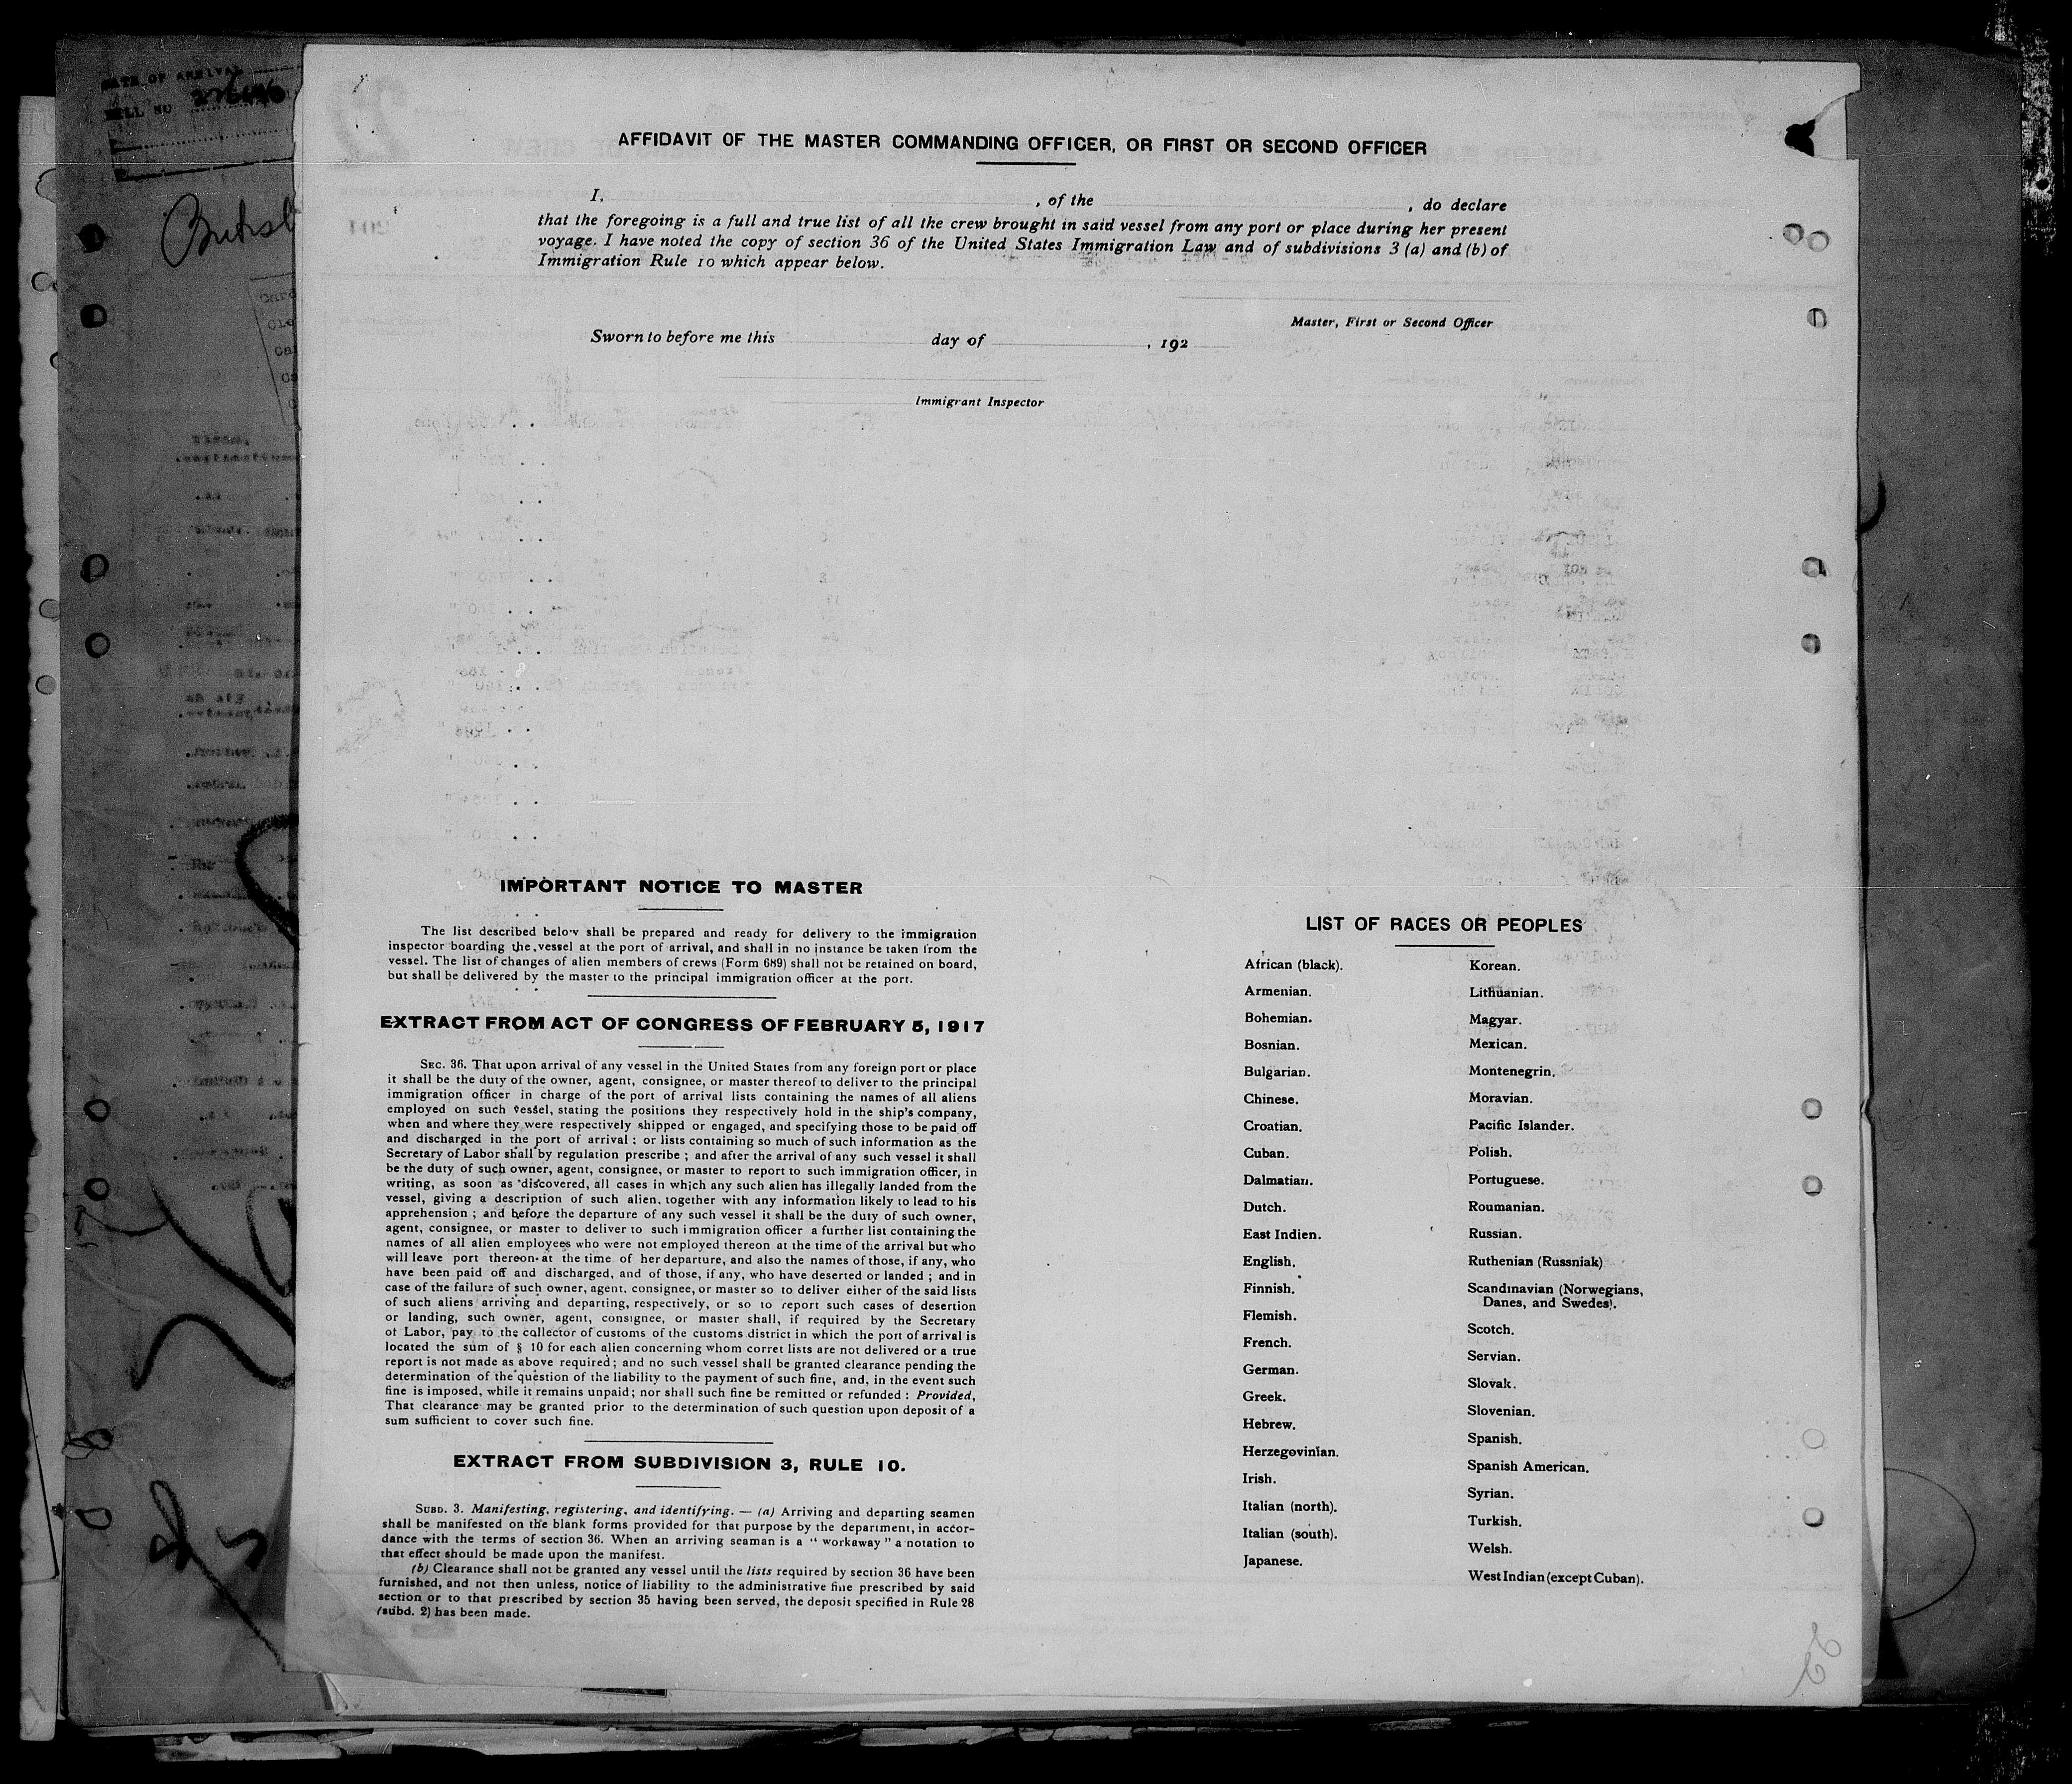 DATE OF ARRIVAL
AFFIDAVIT OF THE MASTER COMMANDING OFFICER, OR FIRST OR SECOND OFFICER
I, , of the , do declare
that the foregoing is a full and true list of all the crew brought in said vessel from any port or place during her present
voyage. I have noted the copy of section 36 of the United States Immigration Law and of subdivisions 3 (a) and (b) of
Immigration Rule 10 which appear below.
Master, First or Second Officer
Sworn to before me this day of , 192
Immigrant Inspector
IMPORTANT NOTICE TO MASTER
The list described below shall be prepared and ready for delivery to the immigration
inspector boarding the vessel at the port of arrival, and shall in no instance be taken from the
vessel. The list of changes of alien members of crews (Form 689) shall not be retained on board,
but shall be delivered by the master to the principal immigration officer at the port.
EXTRACT FROM ACT OF CONGRESS OF FEBRUARY 5, 1917
SEC. 36. That upon arrival of any vessel in the United States from any foreign port or place
it shall be the duty of the owner, agent, consignee, or master thereof to deliver to the principal
immigration officer in charge of the port of arrival lists containing the names of all aliens
employed on such vessel, stating the positions they respectively hold in the ship's company,
when and where they were respectively shipped or engaged, and specifying those to be paid off
and discharged in the port of arrival ; or lists containing so much of such information as the
Secretary of Labor shall by regulation prescribe ; and after the arrival of any such vessel it shall
be the duty of such owner, agent, consignee, or master to report to such immigration officer, in
writing, as soon as discovered, all cases in which any such alien has illegally landed from the
vessel, giving a description of such alien, together with any information likely to lead to his
apprehension ; and before the departure of any such vessel it shall be the duty of such owner,
agent, consignee, or master to deliver to such immigration officer a further list containing the
names of all alien employees who were not employed thereon at the time of the arrival but who
will leave port thereon at the time of her departure, and also the names of those, if any, who
have been paid off and discharged, and of those, if any, who have deserted or landed ; and in
case of the failure of such owner, agent, consignee, or master so to deliver either of the said lists
of such aliens arriving and departing, respectively, or so to report such cases of desertion
or landing, such owner, agent, consignee, or master shall, if required by the Secretary
of Labor, pay to the collector of customs of the customs district in which the port of arrival is
located the sum of § 10 for each alien concerning whom corret lists are not delivered or a true
report is not made as above required ; and no such vessel shall be granted clearance pending the
determination of the question of the liability to the payment of such fine, and, in the event such
fine is imposed, while it remains unpaid ; nor shall such fine be remitted or refunded : Provided,
That clearance may be granted prior to the determination of such question upon deposit of a
sum sufficient to cover such fine.
EXTRACT FROM SUBDIVISION 3, RULE 10.
SUBD. 3. Manifesting, registering, and identifying. — (a) Arriving and departing seamen
shall be manifested on the blank forms provided for that purpose by the department, in accor-
dance with the terms of section 36. When an arriving seaman is a " workaway " a notation to
that effect should be made upon the manifest.
(b) Clearance shall not be granted any vessel until the lists required by section 36 have been
furnished, and not then unless, notice of liability to the administrative fine prescribed by said
section or to that prescribed by section 35 having been served, the deposit specified in Rule 28
(subd. 2) has been made.
LIST OF RACES OR PEOPLES
African (black).
Armenian.
Bohemian.
Bosnian.
Bulgarian.
Chinese.
Croatian.
Cuban.
Dalmatian.
Dutch.
East Indien.
English.
Finnish.
Flemish.
French.
German.
Greek.
Hebrew.
Herzegovinian.
Irish.
Italian (north).
Italian (south).
Japanese.
Korean.
Lithuanian.
Magyar.
Mexican.
Montenegrin.
Moravian.
Pacific Islander.
Polish.
Portuguese.
Roumanian.
Russian.
Ruthenian (Russniak)
Scandinavian (Norwegians,
Danes, and Swedes).
Scotch.
Servian.
Slovak.
Slovenian.
Spanish.
Spanish American.
Syrian.
Turkish.
Welsh.
West Indian (except Cuban).
22